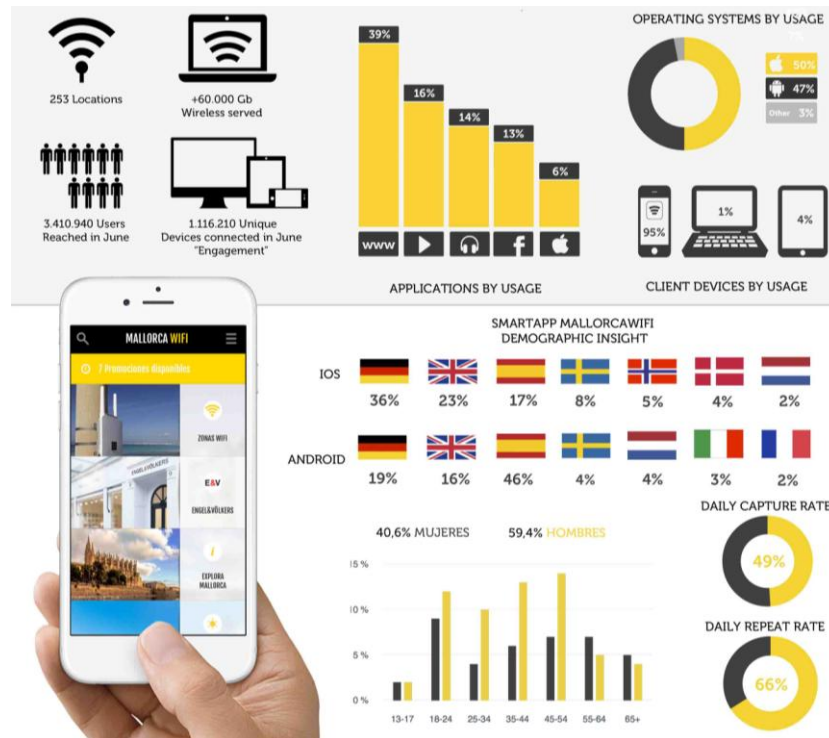 253 Locations
+60.000 Gb
Wireless served
3.410.940 Users
Reached in June
1.116.210 Unique
Devices connected in June
"Engagement"
39%
16%
14%
13%
6%
www
f
APPLICATIONS BY USAGE
OPERATING SYSTEMS BY USAGE
50%
47%
Other 3%
95%
1%
4%
CLIENT DEVICES BY USAGE
MALLORCA WIFI
7 Promociones disponibles
ZONAS WIFI
ENGEL&VÖLKERS
E&V
ENGEL&VÖLKERS
i
EXPLORA
MALLORCA
SMARTAPP MALLORCAWIFI
DEMOGRAPHIC INSIGHT
IOS
36% 23% 17% 8% 5% 4% 2%
ANDROID
19% 16% 46% 4% 4% 3% 2%
40,6% MUJERES 59,4% HOMBRES
15 %
10 %
5 %
0 %
13-17 18-24 25-34 35-44 45-54 55-64 65+
DAILY CAPTURE RATE
49%
DAILY REPEAT RATE
66%